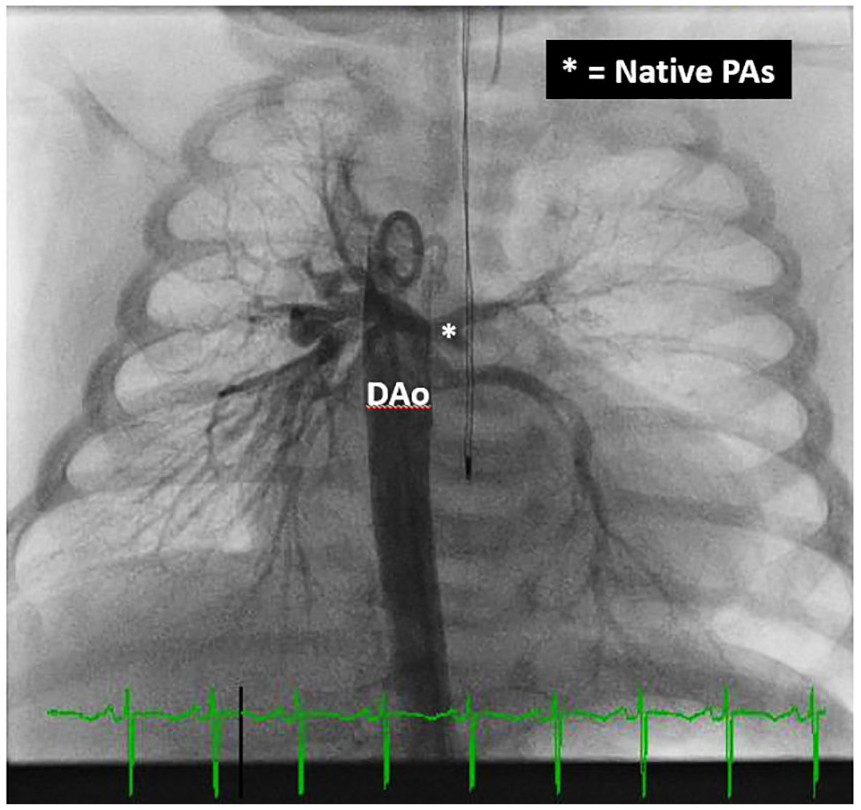 * = Native PAs
*
DAo